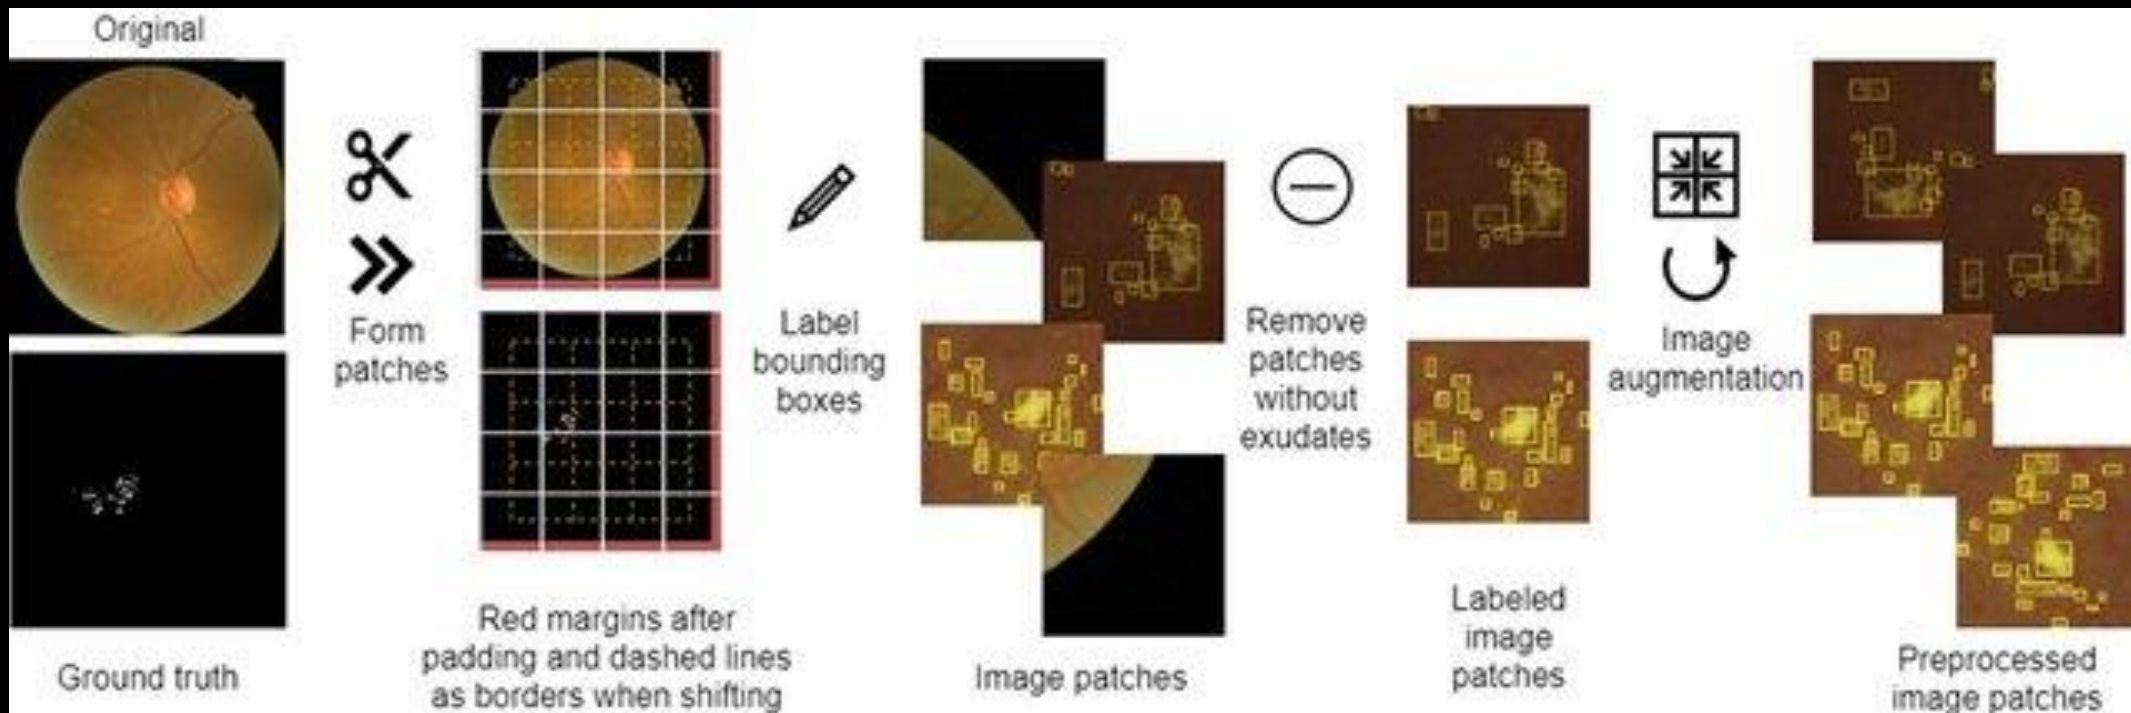 Original
Ground truth
Form
patches
Red margins after
padding and dashed lines
as borders when shifting
Label
bounding
boxes
Image patches
Remove
patches
without
exudates
Labeled
image
patches
Image
augmentation
Preprocessed
image patches